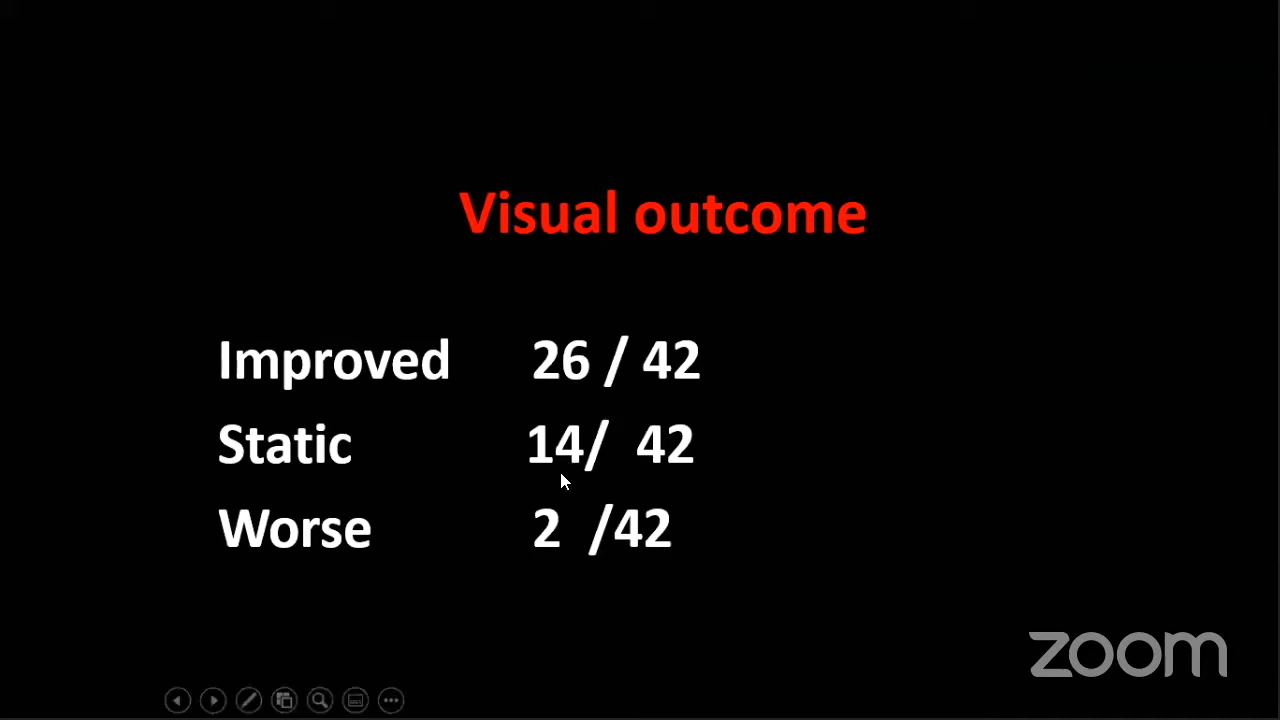 Visual outcome
Improved 26 / 42
Static 14/ 42
Worse 2 /42
zoom